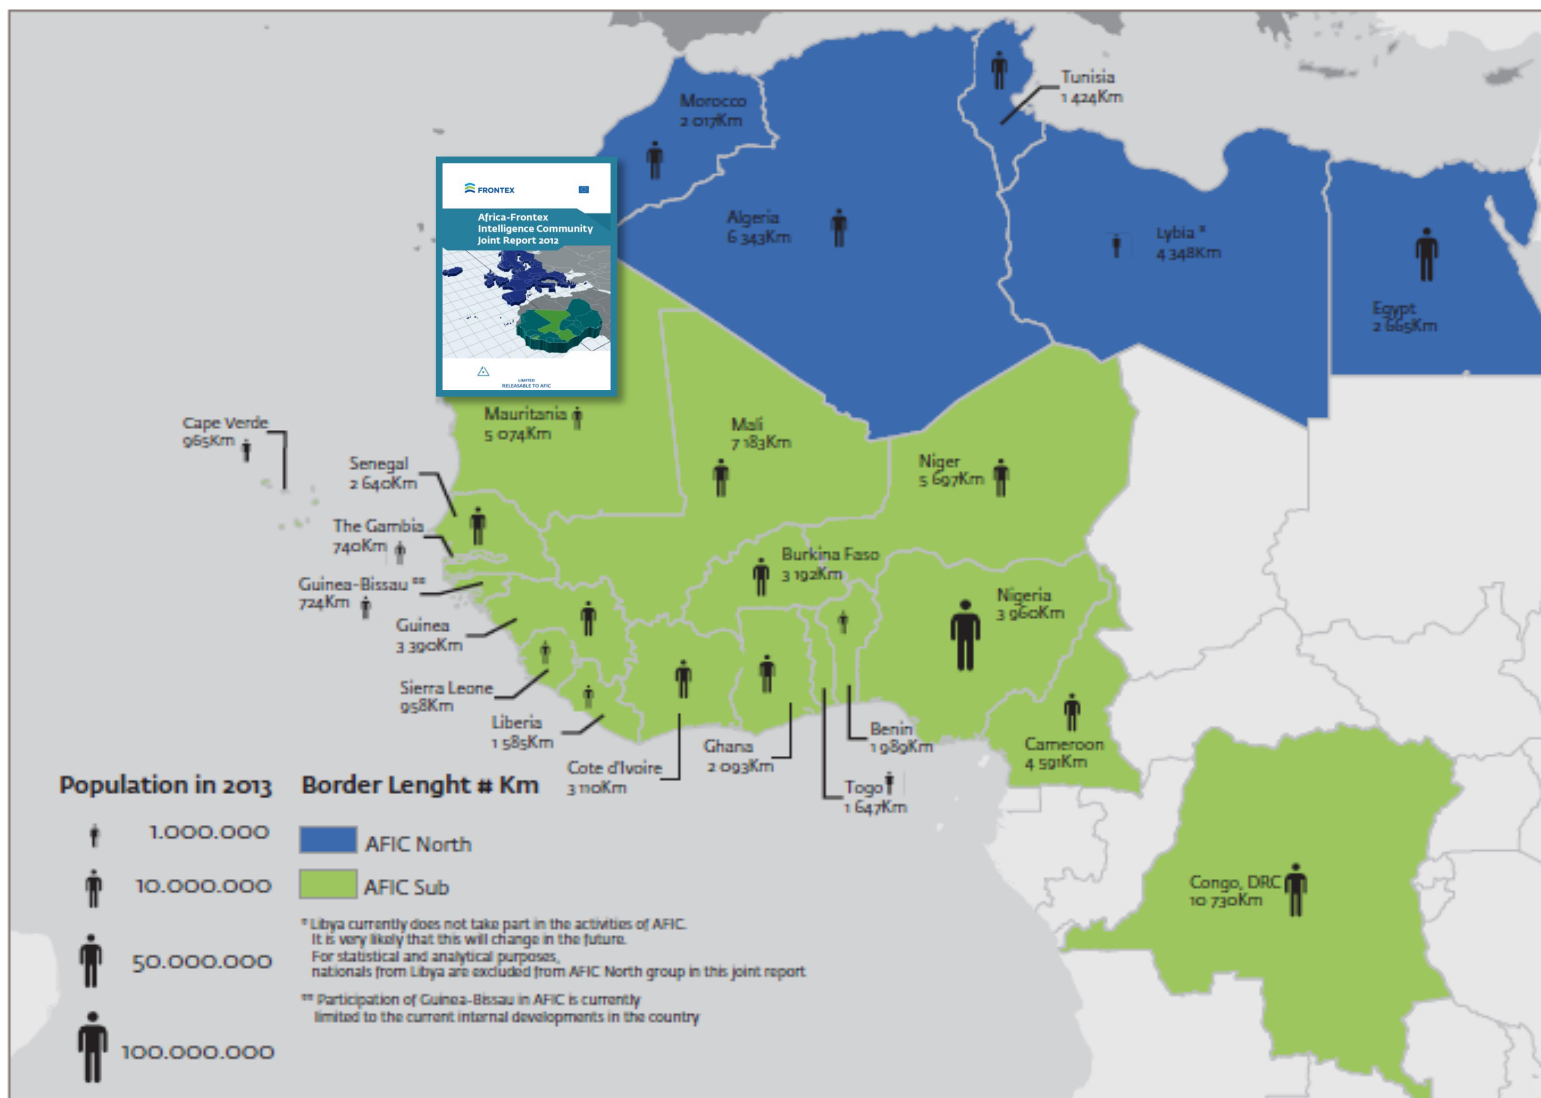 Tunisia
1 424Km
Morocco
2 017Km
FRONTEX
Africa-Frontex
Intelligence Community
Joint Report 2012
LIMITED
RELEASABLE TO AFIC
Algeria
6 343Km
Lybia *
4 348Km
Egypt
2 665Km
Mauritania
5 074Km
Mali
7 183Km
Niger
5 697Km
Cape Verde
965Km
Senegal
2 640Km
The Gambia
740Km
Guinea-Bissau **
724Km
Guinea
3 390Km
Sierra Leone
958Km
Liberia
1 585Km
Cote d'Ivoire
3 110Km
Ghana
2 093Km
Togo
1 647Km
Benin
1 989Km
Burkina Faso
3 192Km
Nigeria
3 960Km
Cameroon
4 591Km
Congo, DRC
10 730Km
Population in 2013
1.000.000
10.000.000
50.000.000
100.000.000
Border Lenght # Km
AFIC North
AFIC Sub
* Libya currently does not take part in the activities of AFIC.
It is very likely that this will change in the future.
For statistical and analytical purposes,
nationals from Libya are excluded from AFIC North group in this joint report
** Participation of Guinea-Bissau in AFIC is currently
limited to the current internal developments in the country